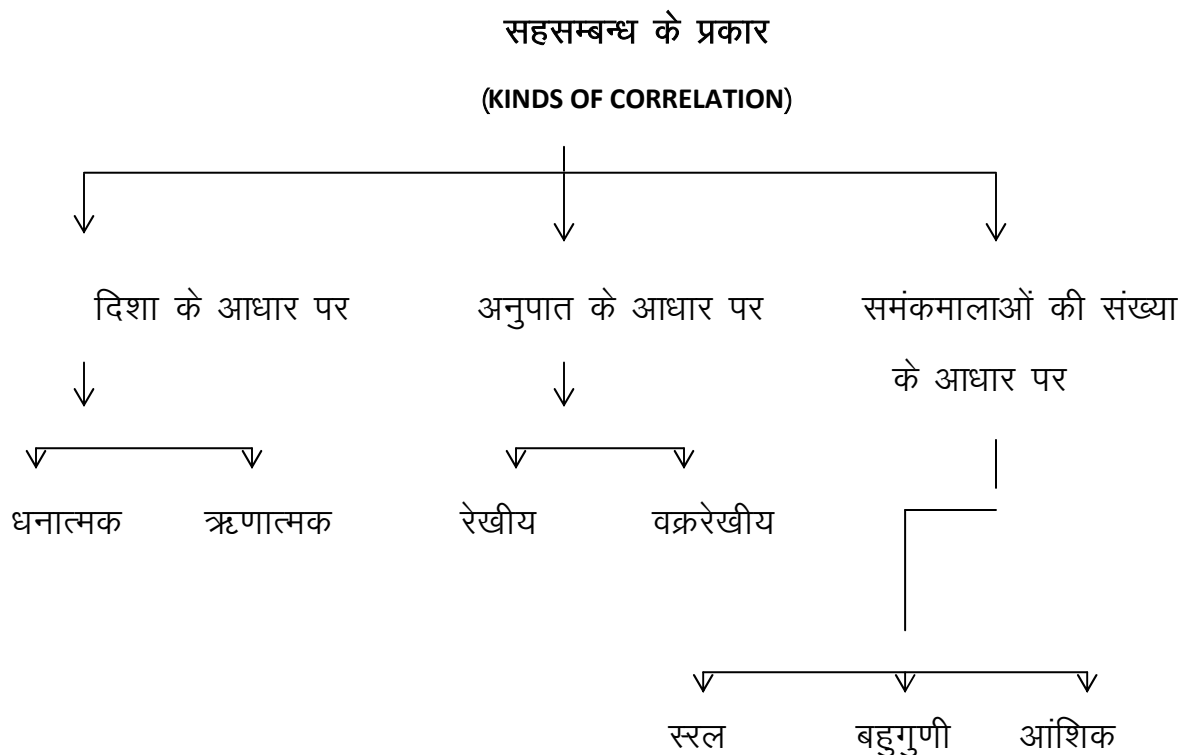 सहसम्बन्ध के प्रकार
(KINDS OF CORRELATION)
दिशा के आधार पर
अनुपात के आधार पर
समंकमालाओं की संख्या
के आधार पर
धनात्मक
ऋणात्मक
रेखीय
वक्ररेखीय
स्रल
बहुगुणी
आंशिक